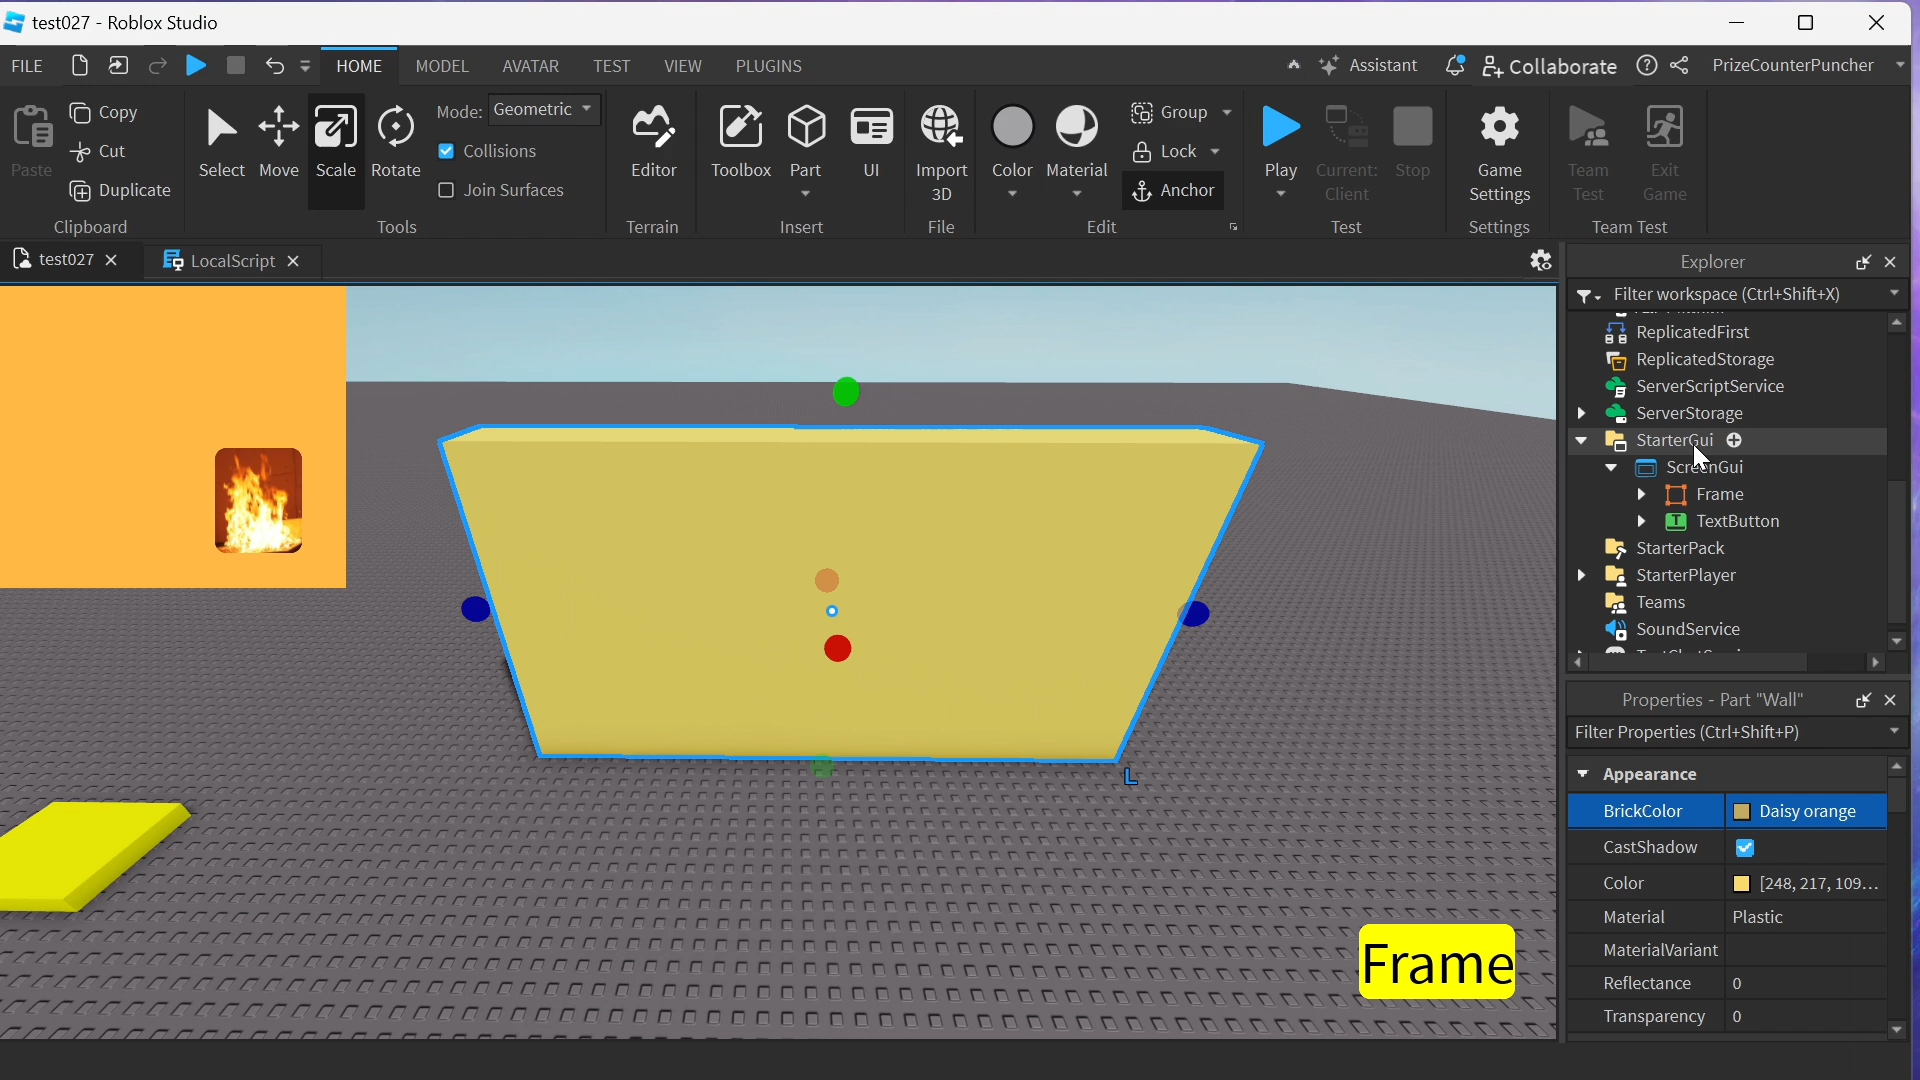 test027 - Roblox Studio
FILE
HOME
MODEL
AVATAR
TEST
VIEW
PLUGINS
Assistant
Collaborate
PrizeCounterPuncher
Paste
Copy
Cut
Duplicate
Clipboard
Select
Move
Scale
Rotate
Mode: Geometric
Collisions
Join Surfaces
Tools
Editor
Terrain
Toolbox
Part
UI
Insert
Import
3D
File
Color
Material
Group
Lock
Anchor
Edit
Play
Current:
Client
Stop
Test
Game
Settings
Settings
Team
Test
Exit
Game
Team Test
test027
LocalScript
Explorer
Filter workspace (Ctrl+Shift+X)
ReplicatedFirst
ReplicatedStorage
ServerScriptService
ServerStorage
StarterGui
ScreenGui
Frame
TextButton
StarterPack
StarterPlayer
Teams
SoundService
L
Frame
Properties - Part "Wall"
Filter Properties (Ctrl+Shift+P)
Appearance
BrickColor Daisy orange
CastShadow
Color [248, 217, 109...
Material Plastic
MaterialVariant
Reflectance 0
Transparency 0